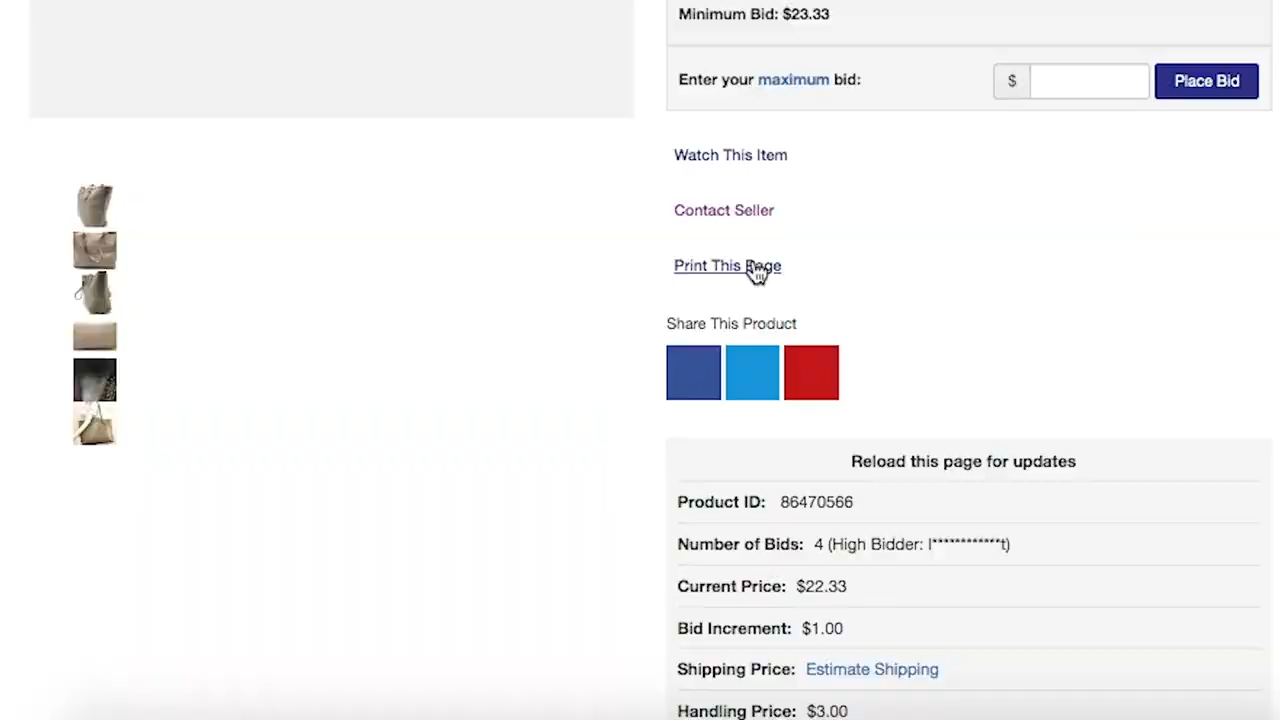 Minimum Bid: $23.33
Enter your maximum bid:
$
Place Bid
Watch This Item
Contact Seller
Print This Page
Share This Product
Reload this page for updates
Product ID: 86470566
Number of Bids: 4 (High Bidder: l************t)
Current Price: $22.33
Bid Increment: $1.00
Shipping Price: Estimate Shipping
Handling Price: $3.00